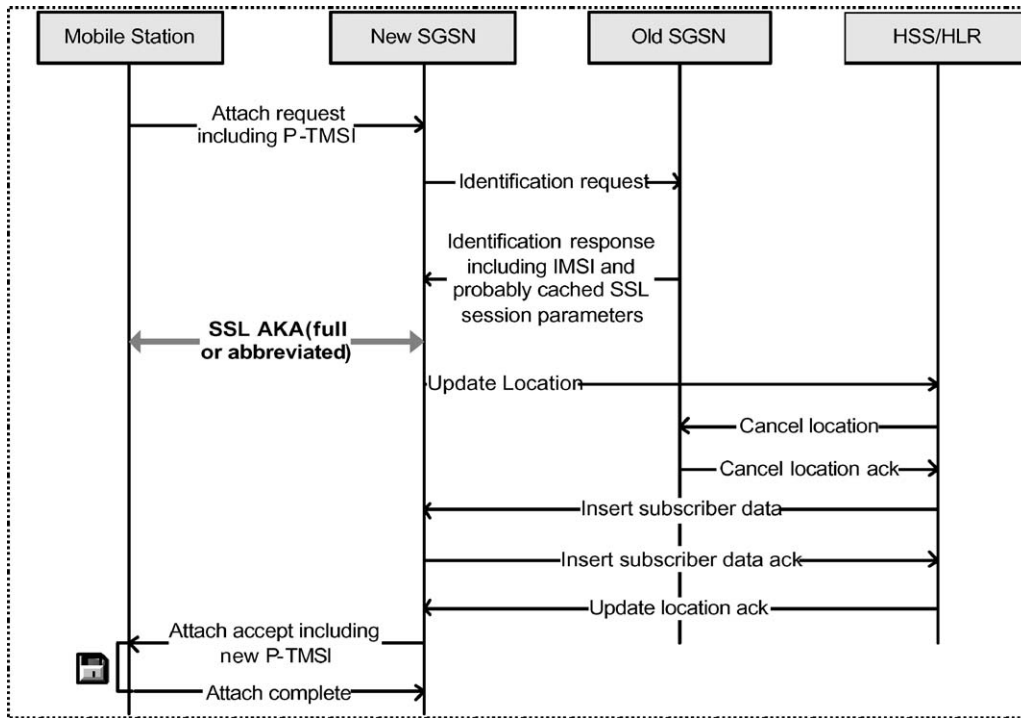 Mobile Station
New SGSN
Old SGSN
HSS/HLR
Attach request
including P-TMSI
Identification request
Identification response
including IMSI and
probably cached SSL
session parameters
SSL AKA(full
or abbreviated)
Update Location
Cancel location
Cancel location ack
Insert subscriber data
Insert subscriber data ack
Update location ack
Attach accept including
new P-TMSI
Attach complete